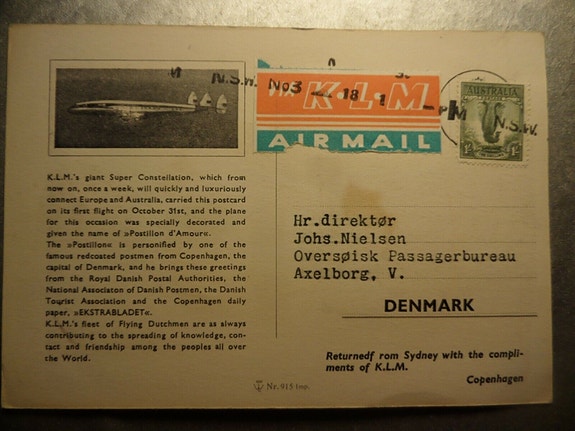 N.S.W. No3 — 18 1 — PM N.S.W.
K·L·M
AIR MAIL
AUSTRALIA
1/-
K.L.M.'s giant Super Constellation, which from
now on, once a week, will quickly and luxuriously
connect Europe and Australia, carried this postcard
on its first flight on October 31st, and the plane
for this occasion was specially decorated and
given the name of »Postillon d'Amour«.
The »Postillon« is personified by one of the
famous redcoated postmen from Copenhagen, the
capital of Denmark, and he brings these greetings
from the Royal Danish Postal Authorities, the
National Associaton of Danish Postmen, the Danish
Tourist Association and the Copenhagen daily
paper, »EKSTRABLADET«.
K.L.M.'s fleet of Flying Dutchmen are as always
contributing to the spreading of knowledge, con-
tact and friendship among the peoples all over
the World.
Hr.direktør
Johs.Nielsen
Oversøisk Passagerbureau
Axelborg, V.
DENMARK
Returnedf rom Sydney with the compli-
ments of K.L.M.
Copenhagen
Nr. 915 Imp.